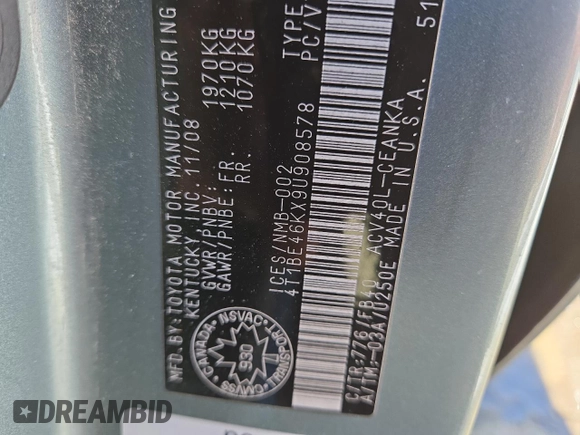 MFD.BY:TOYOTA MOTOR MANUFACTURING
KENTUCKY, INC. 11/08
GVWR/PNBV: 1970KG
GAWR/PNBE:FR. 1210KG
RR. 1070KG
TYPE
PC/V
ICES/NMB-002
4T1BE46KX9U908578
CANADA
NSVAC
TRANSPORT
CMVSS
930
C/TR:776/FB40 ACV40L-CEANKA
A/TM:-03A/U250E MADE IN U.S.A. 51
DREAMBID